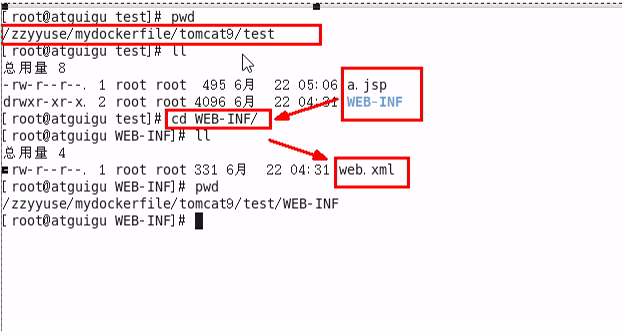 [root@atguigu test]# pwd
/zzyyuse/mydockerfile/tomcat9/test
[root@atguigu test]# ll
总用量 8
-rw-r--r--. 1 root root  495 6月  22 05:06 a.jsp
drwxr-xr-x. 2 root root 4096 6月  22 04:31 WEB-INF
[root@atguigu test]# cd WEB-INF/
[root@atguigu WEB-INF]# ll
总用量 4
-rw-r--r--. 1 root root 331 6月  22 04:31 web.xml
[root@atguigu WEB-INF]# pwd
/zzyyuse/mydockerfile/tomcat9/test/WEB-INF
[root@atguigu WEB-INF]#